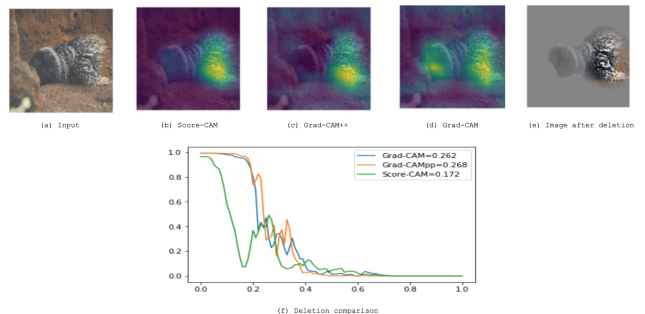 (a) Input
(b) Score-CAM
(c) Grad-CAM++
(d) Grad-CAM
(e) Image after deletion
Grad-CAM=0.262
Grad-CAMpp=0.268
Score-CAM=0.172
1.0
0.8
0.6
0.4
0.2
0.0
0.0 0.2 0.4 0.6 0.8 1.0
(f) Deletion comparison